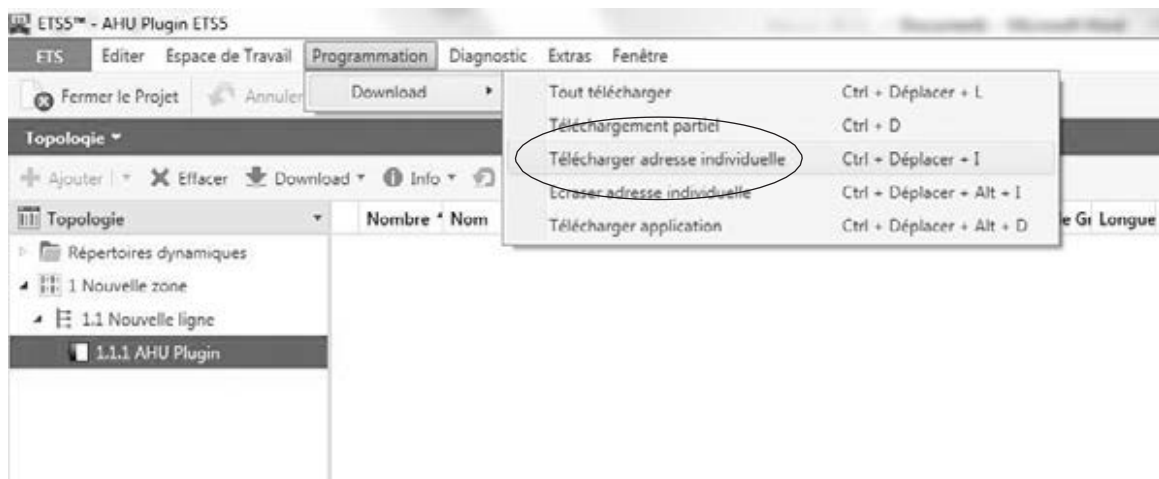 ETS5™ - AHU Plugin ETS5
ETS Editer Espace de Travail Programmation Diagnostic Extras Fenêtre
Fermer le Projet Annuler Download
Tout télécharger Ctrl + Déplacer + L
Téléchargement partiel Ctrl + D
Télécharger adresse individuelle Ctrl + Déplacer + I
Ecraser adresse individuelle Ctrl + Déplacer + Alt + I
Télécharger application Ctrl + Déplacer + Alt + D
Topologie
Ajouter Effacer Download Info
Topologie Nombre Nom e Gr Longue
Répertoires dynamiques
1 Nouvelle zone
1.1 Nouvelle ligne
1.1.1 AHU Plugin